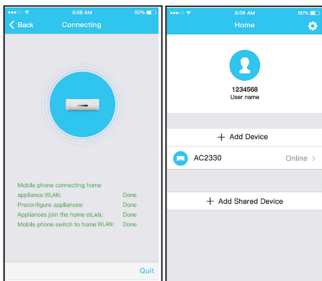 9:08 AM
50%
Back
Connecting
Mobile phone connecting home
appliance WLAN: Done
Preconfigure appliances: Done
Appliances join the home WLAN: Done
Mobile phone switch to home WLAN: Done
Quit
9:08 AM
50%
Home
1234568
User name
+ Add Device
AC2330 Online >
+ Add Shared Device